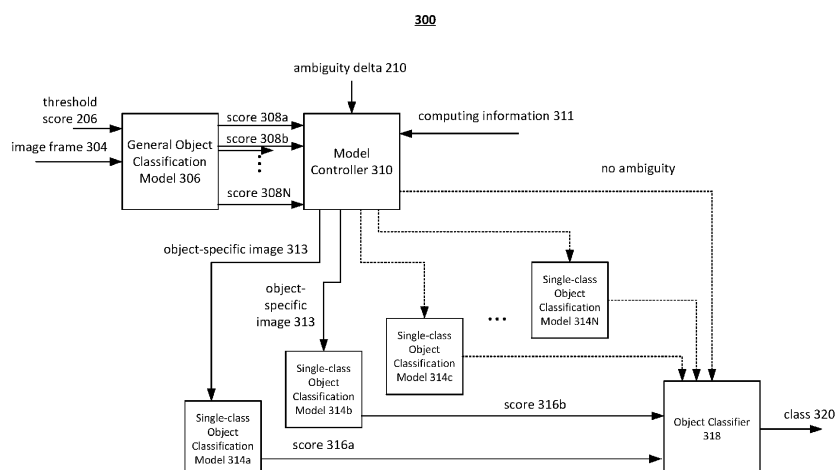 300
ambiguity delta 210
threshold
score 206
score 308a
computing information 311
image frame 304
General Object
Classification
Model 306
score 308b
Model
Controller 310
no ambiguity
score 308N
object-specific image 313
object-
specific
image 313
Single-class
Object
Classification
Model 314N
Single-class
Object
Classification
Model 314c
Single-class
Object
Classification
Model 314b
score 316b
Single-class
Object
Classification
Model 314a
score 316a
Object Classifier
318
class 320